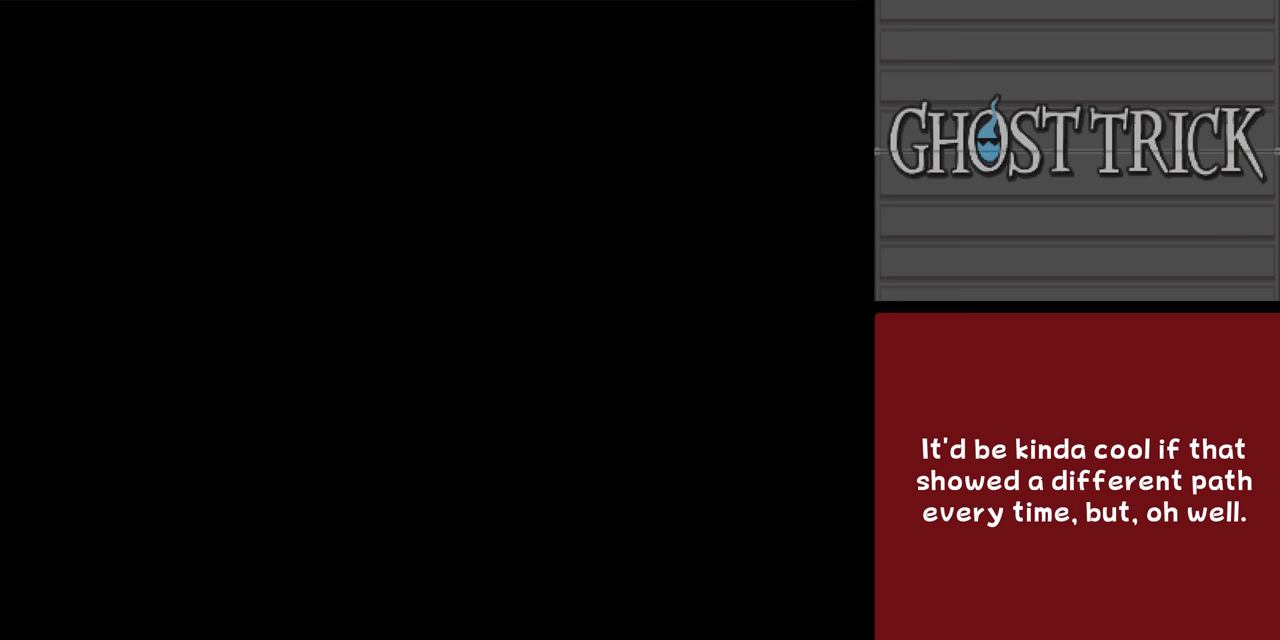 GHOST TRICK
It'd be kinda cool if that
showed a different path
every time, but, oh well.